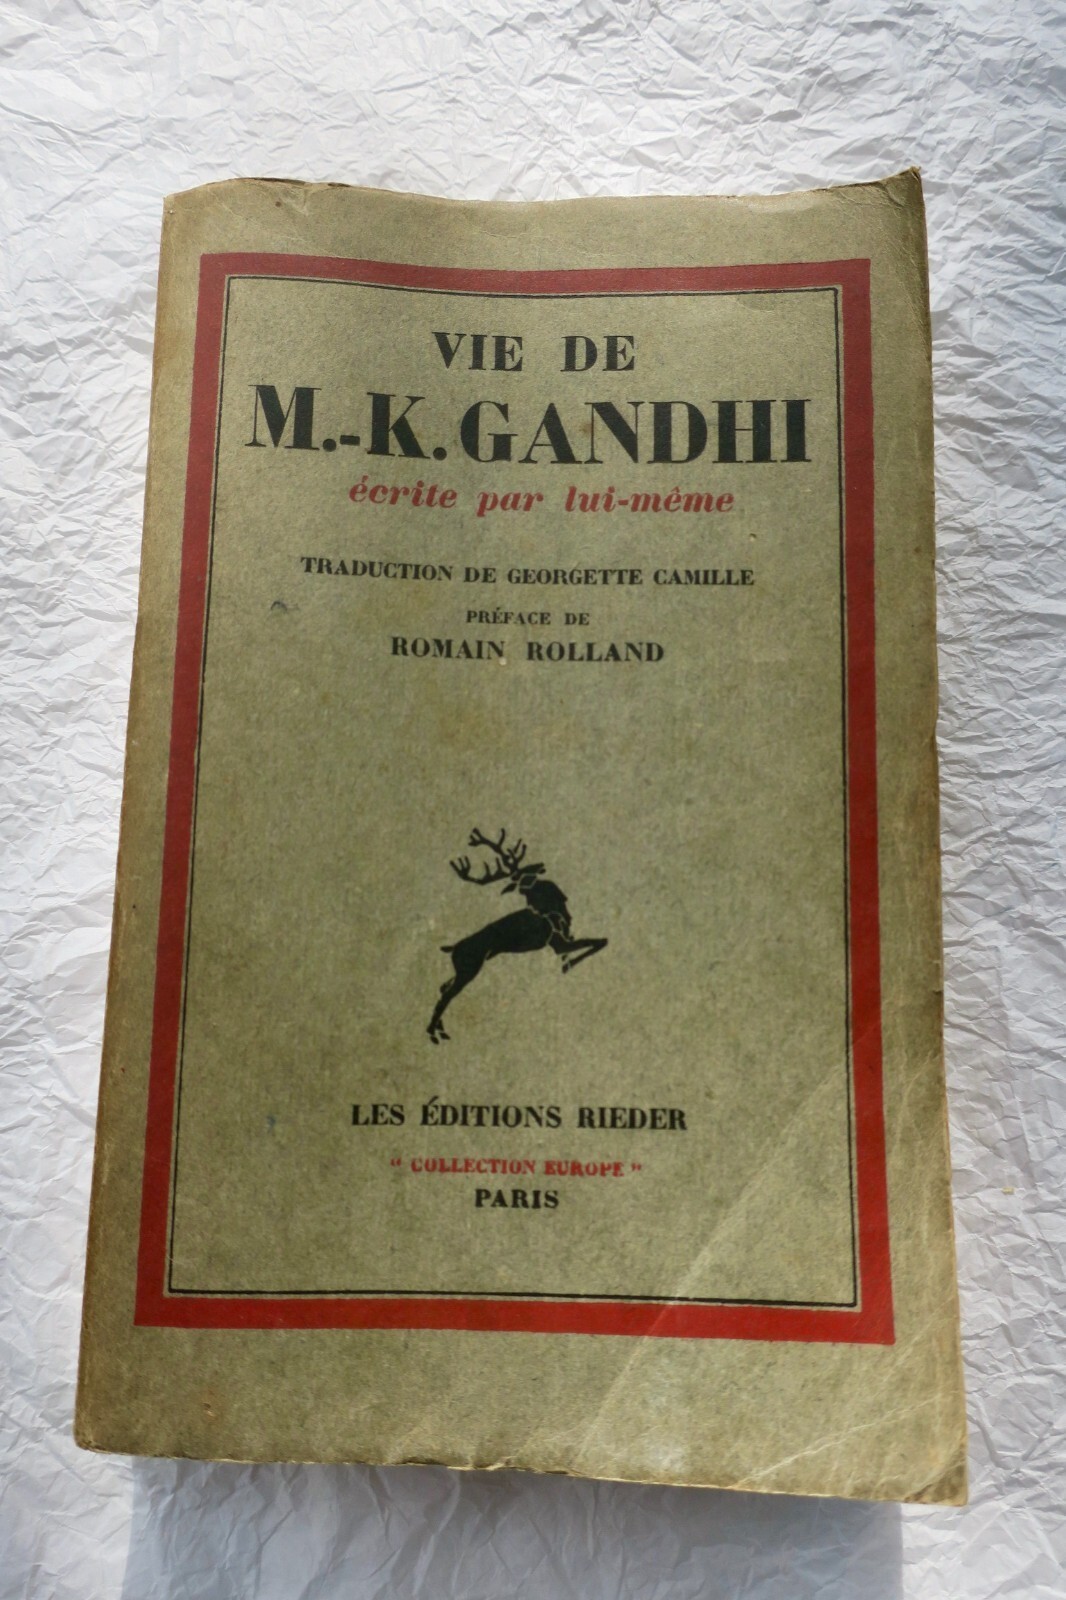 VIE DE
M.-K. GANDHI
écrite par lui-même
TRADUCTION DE GEORGETTE CAMILLE
PRÉFACE DE
ROMAIN ROLLAND
LES ÉDITIONS RIEDER
" COLLECTION EUROPE "
PARIS